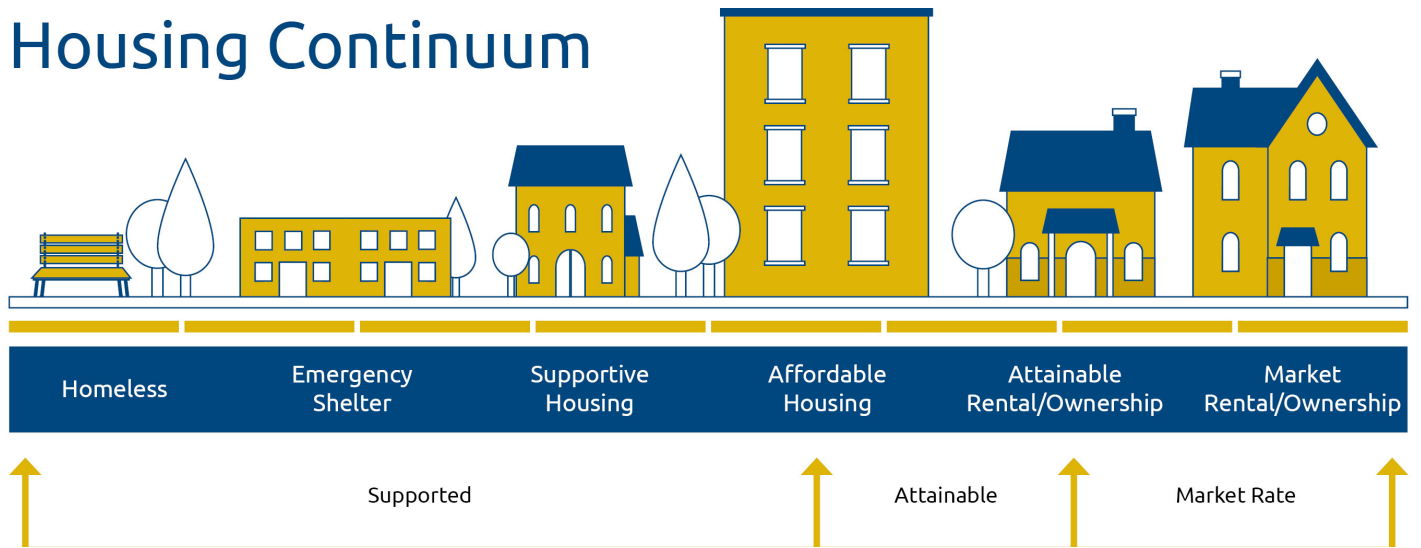 Housing Continuum
Homeless
Emergency
Shelter
Supportive
Housing
Affordable
Housing
Attainable
Rental/Ownership
Market
Rental/Ownership
Supported
Attainable
Market Rate